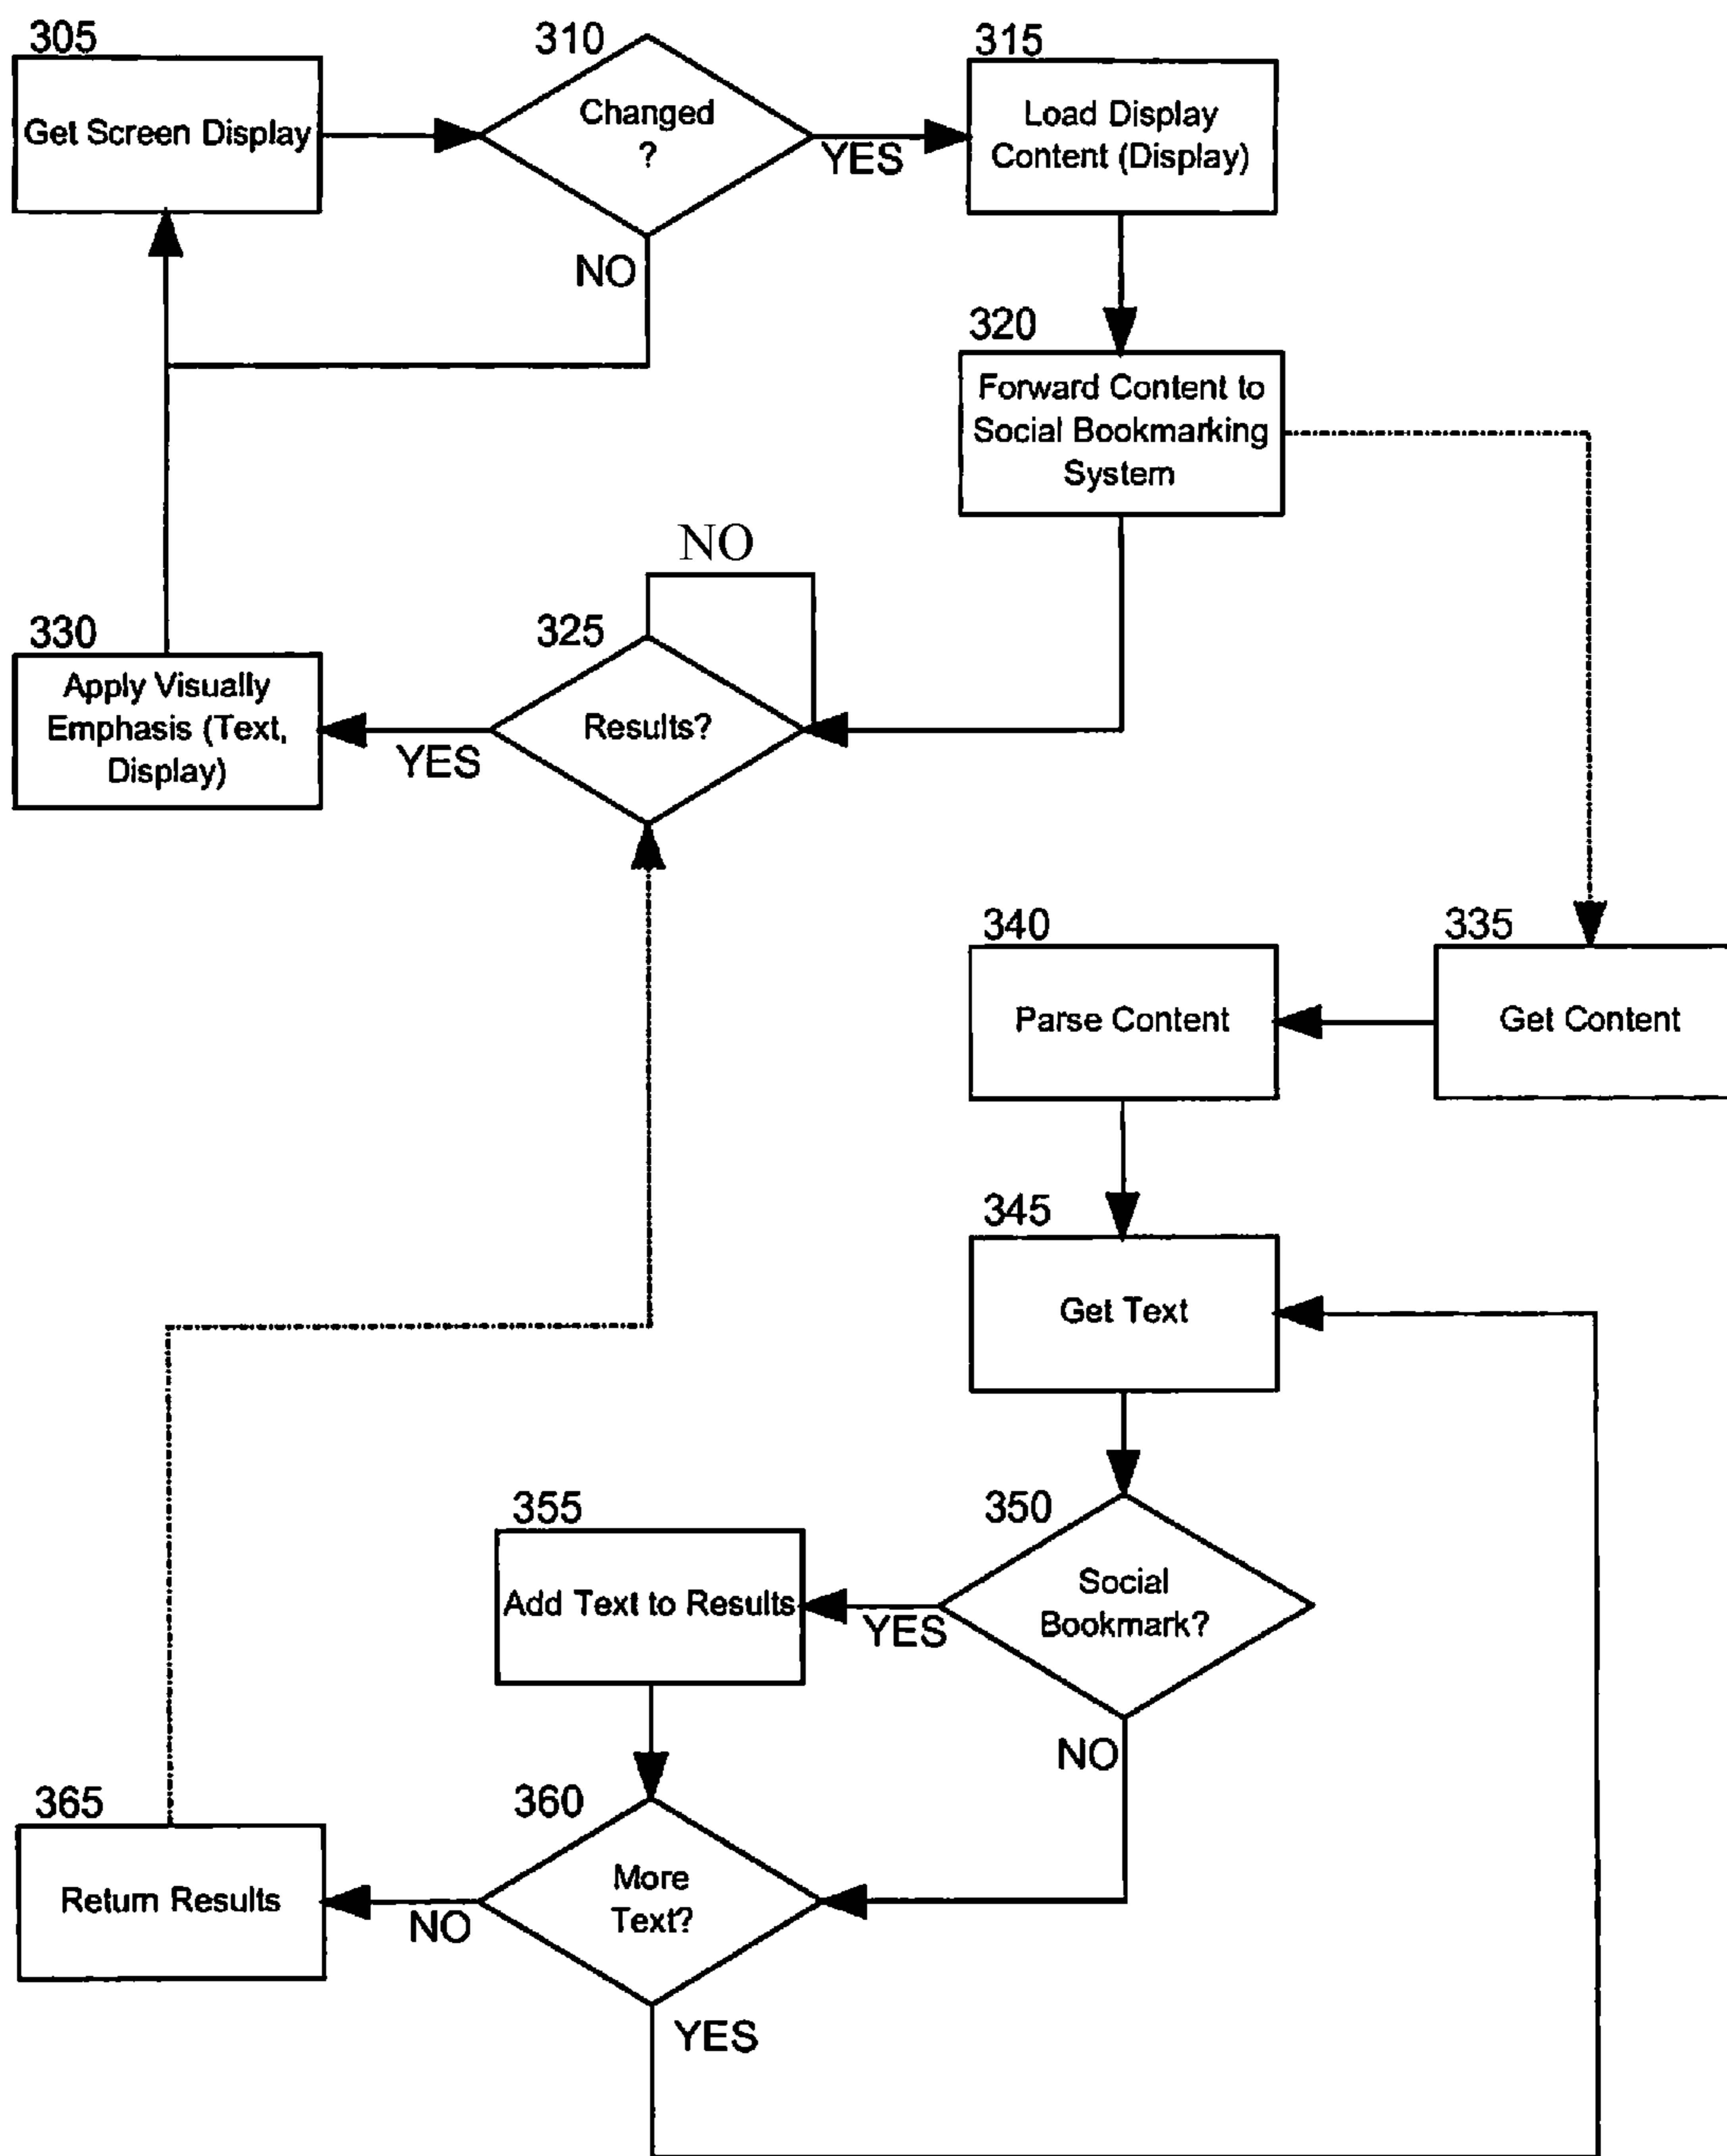 305
Get Screen Display
310
Changed
?
YES
NO
315
Load Display
Content (Display)
320
Forward Content to
Social Bookmarking
System
NO
325
Results?
YES
330
Apply Visually
Emphasis (Text,
Display)
335
Get Content
340
Parse Content
345
Get Text
350
Social
Bookmark?
YES
NO
355
Add Text to Results
360
More
Text?
NO
YES
365
Return Results